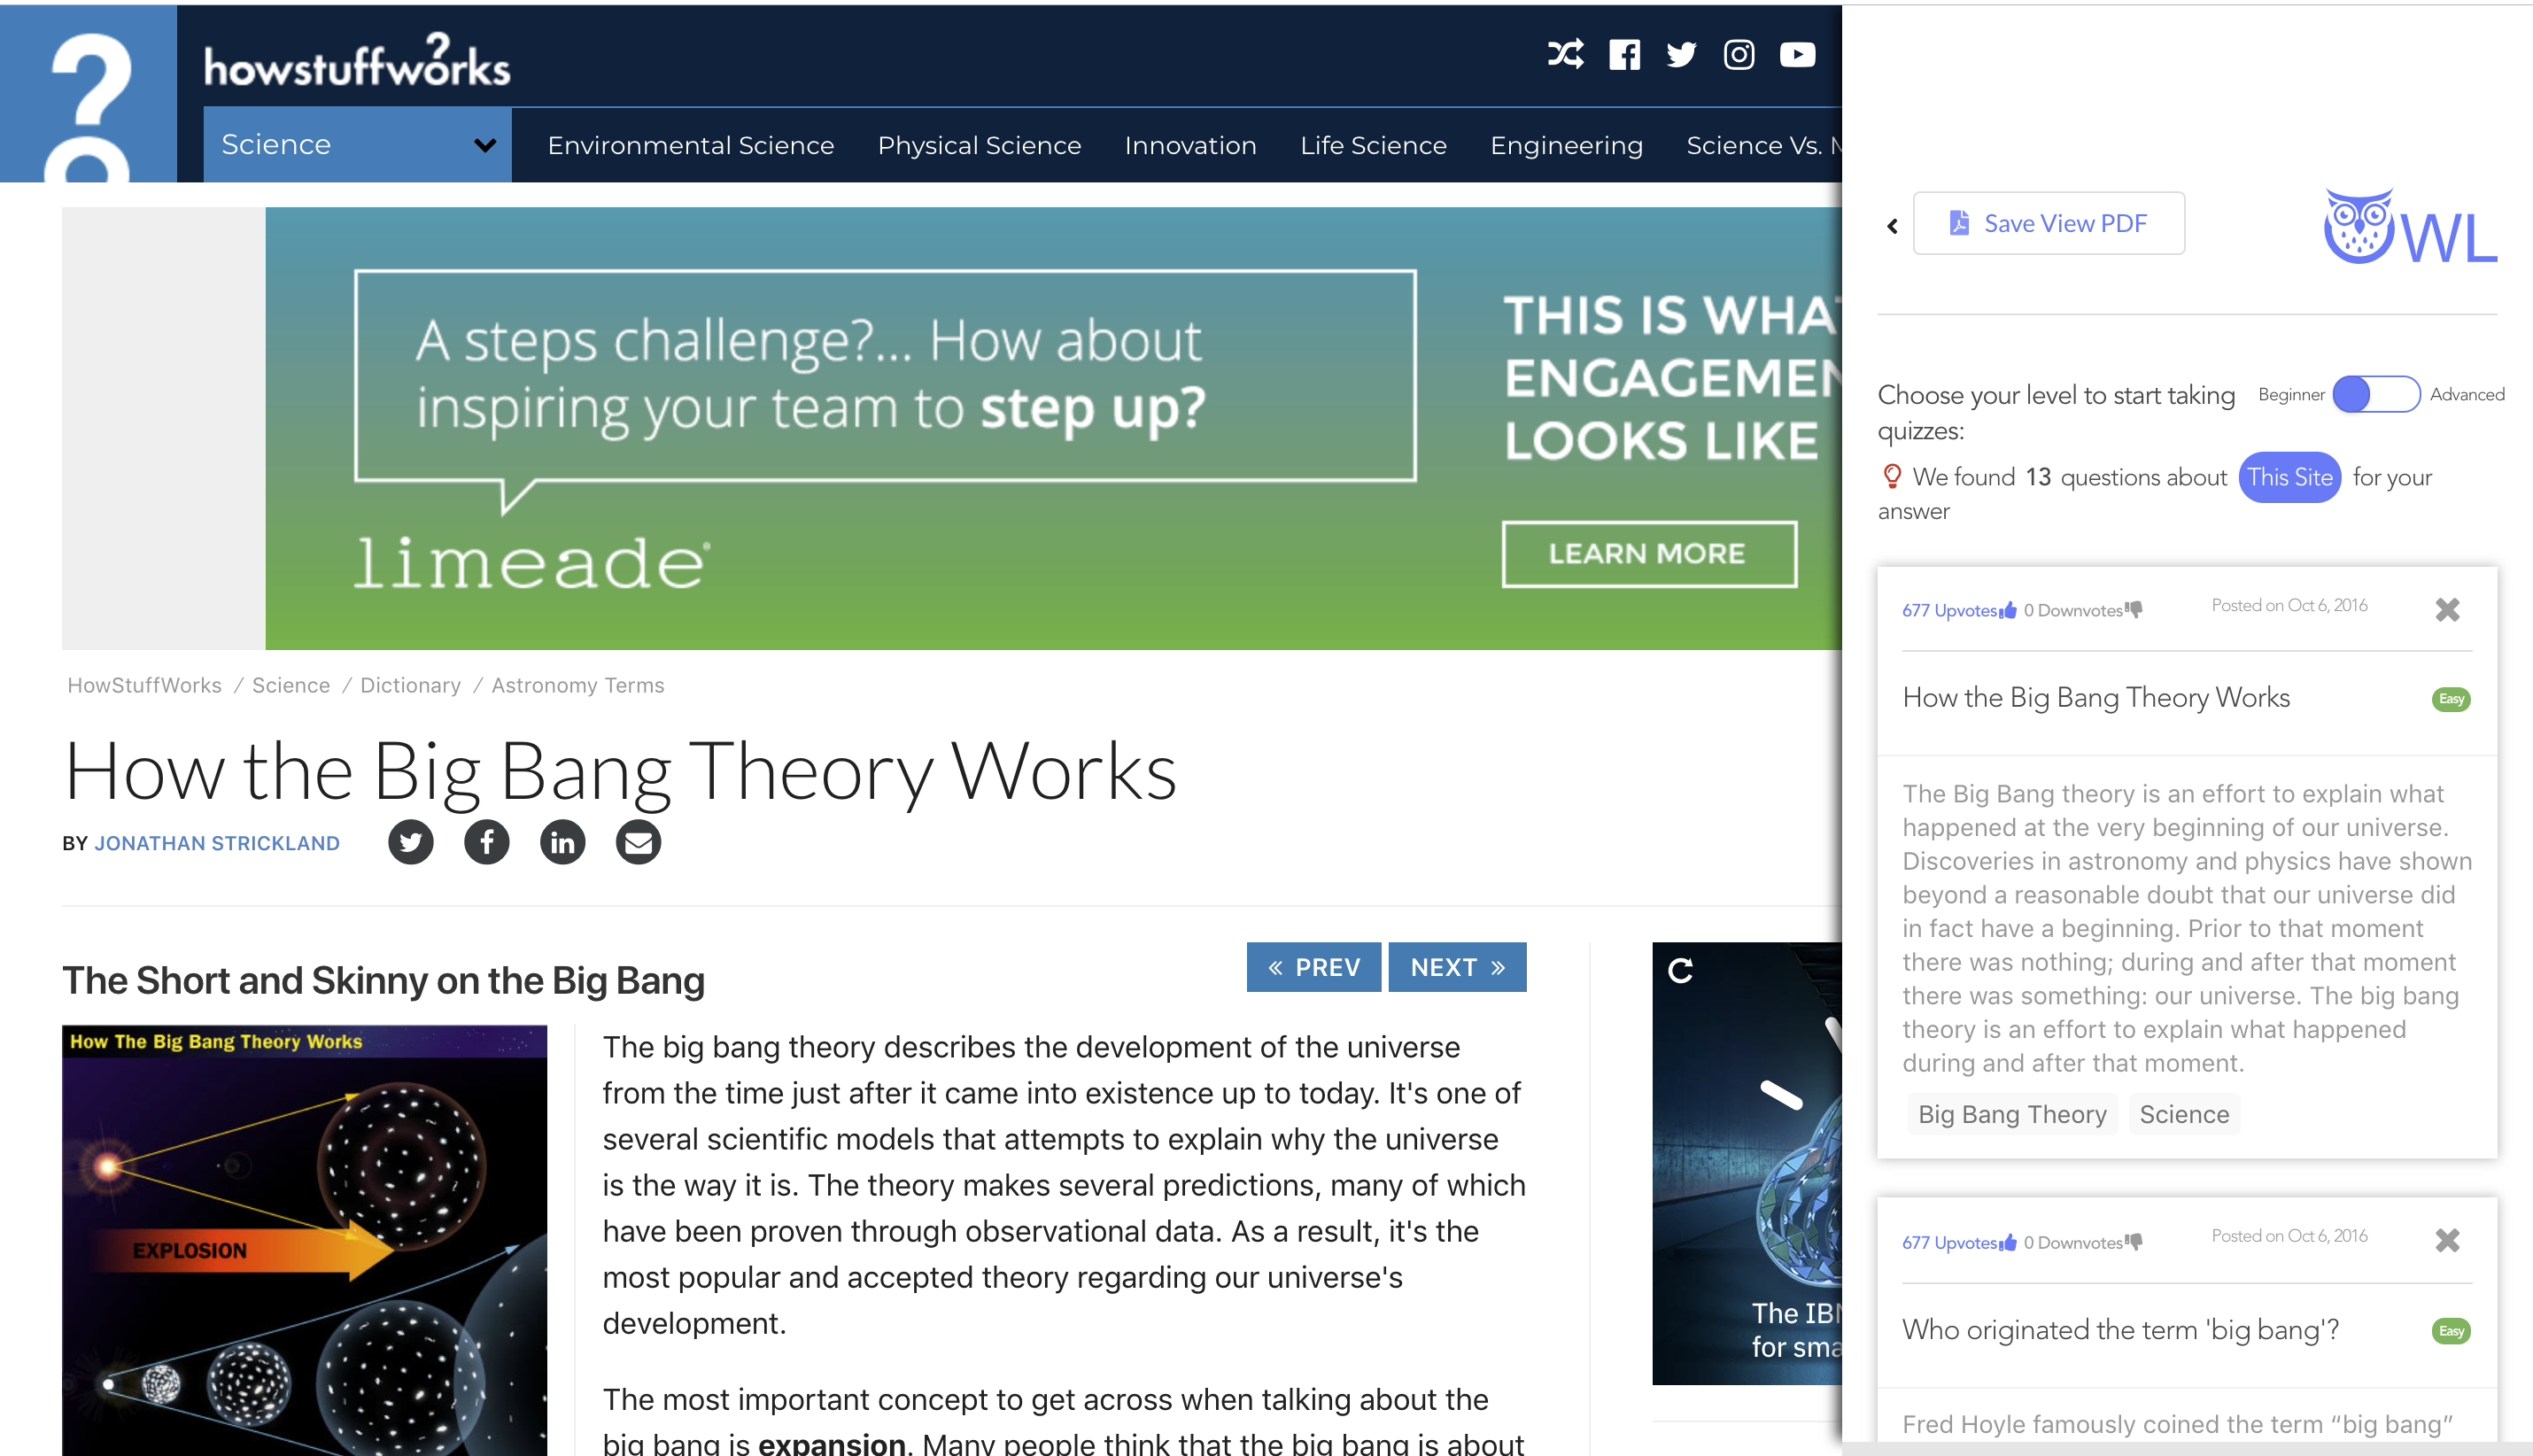 howstuffworks
Science
Environmental Science
Physical Science
Innovation
Life Science
Engineering
Science Vs.
A steps challenge?... How about
inspiring your team to step up?
limeade
THIS IS
LOOKS LIKE
LEARN MORE
HowStuffWorks / Science / Dictionary / Astronomy Terms
How the Big Bang Theory Works
BY JONATHAN STRICKLAND
The Short and Skinny on the Big Bang
« PREV
NEXT »
How The Big Bang Theory Works
EXPLOSION
The big bang theory describes the development of the universe
from the time just after it came into existence up to today. It's one of
several scientific models that attempts to explain why the universe
is the way it is. The theory makes several predictions, many of which
have been proven through observational data. As a result, it's the
most popular and accepted theory regarding our universe's
development.
The most important concept to get across when talking about the
big bang is expansion. Many people think that the big bang is about
The
for
Save View PDF
OWL
Choose your level to start taking
quizzes:
Beginner
Advanced
We found 13 questions about This Site for your
answer
677 Upvotes 0 Downvotes
Posted on Oct 6, 2016
How the Big Bang Theory Works
Easy
The Big Bang theory is an effort to explain what
happened at the very beginning of our universe.
Discoveries in astronomy and physics have shown
beyond a reasonable doubt that our universe did
in fact have a beginning. Prior to that moment
there was nothing; during and after that moment
there was something: our universe. The big bang
theory is an effort to explain what happened
during and after that moment.
Big Bang Theory
Science
677 Upvotes 0 Downvotes
Posted on Oct 6, 2016
Who originated the term 'big bang'?
Easy
Fred Hoyle famously coined the term “big bang”